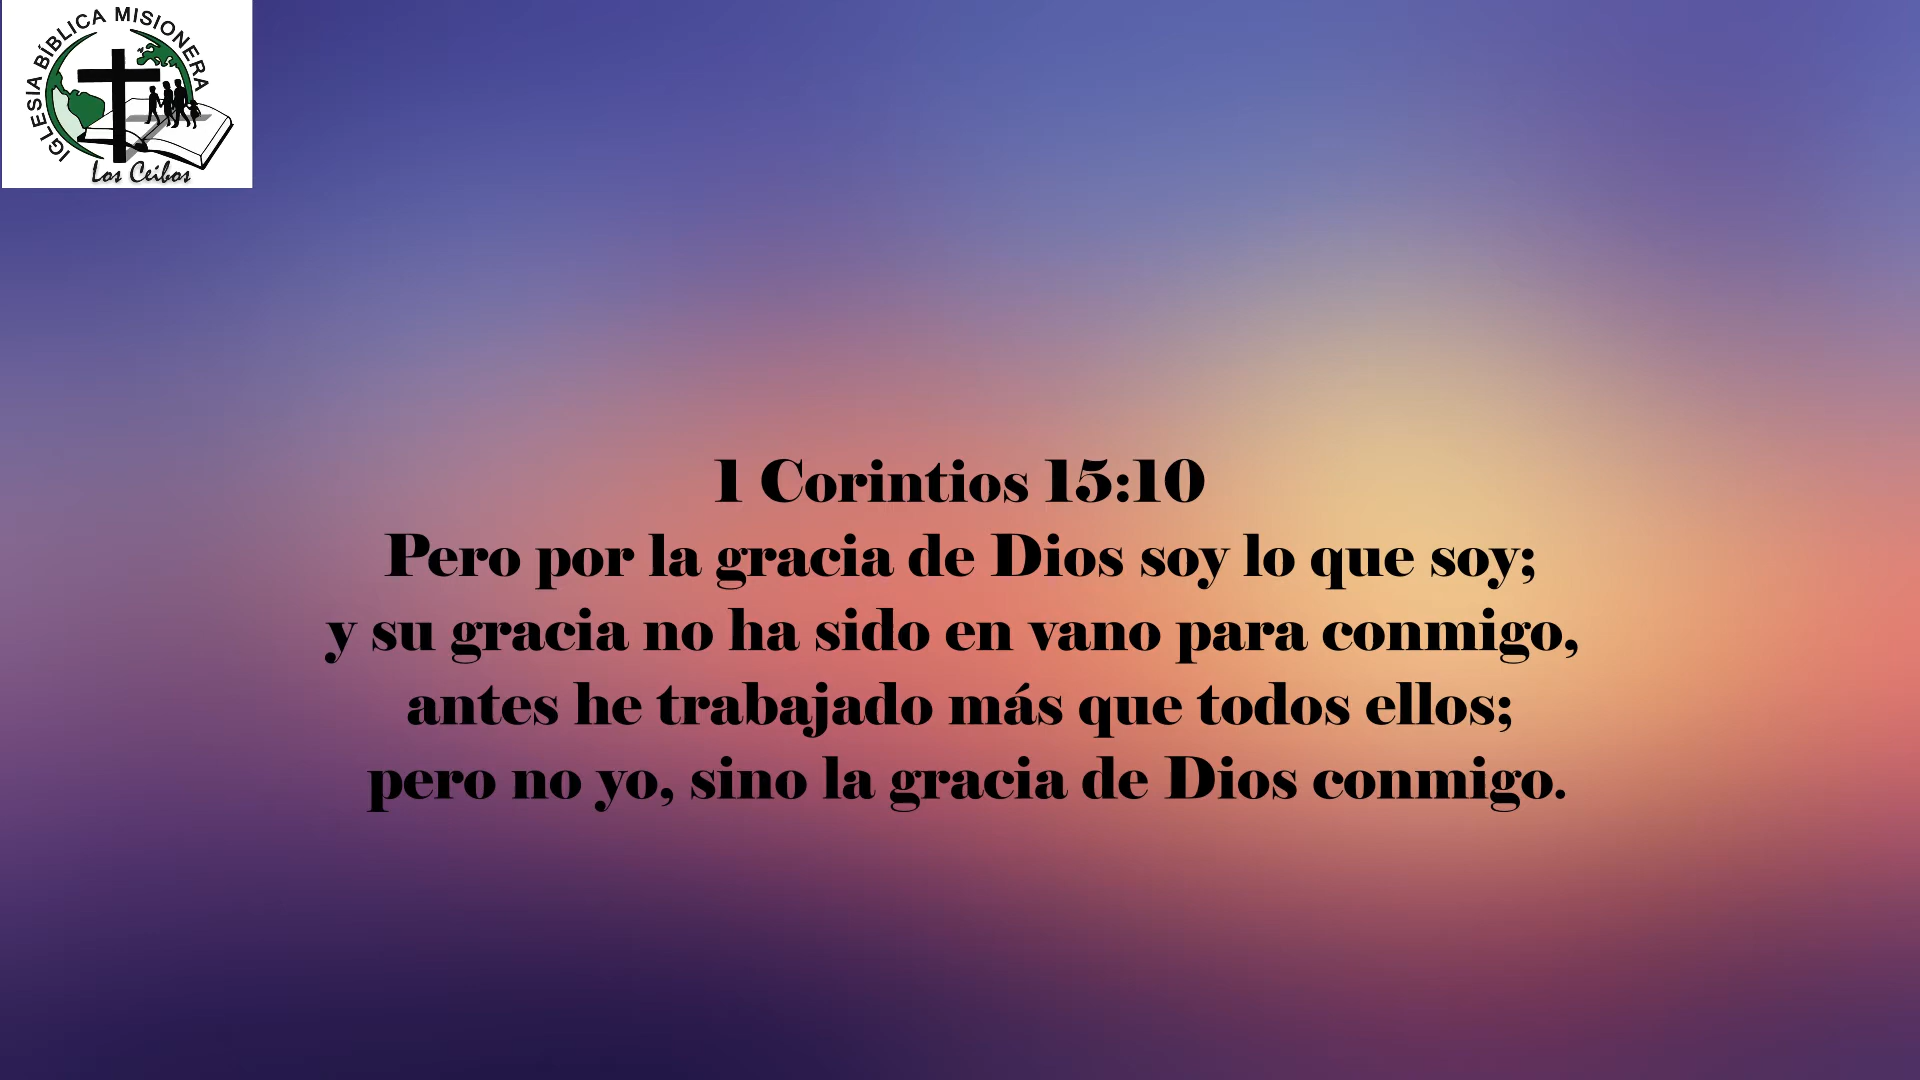 IGLESIA BÍBLICA MISIONERA
Los Ceibos
1 Corintios 15:10
Pero por la gracia de Dios soy lo que soy;
y su gracia no ha sido en vano para conmigo,
antes he trabajado más que todos ellos;
pero no yo, sino la gracia de Dios conmigo.